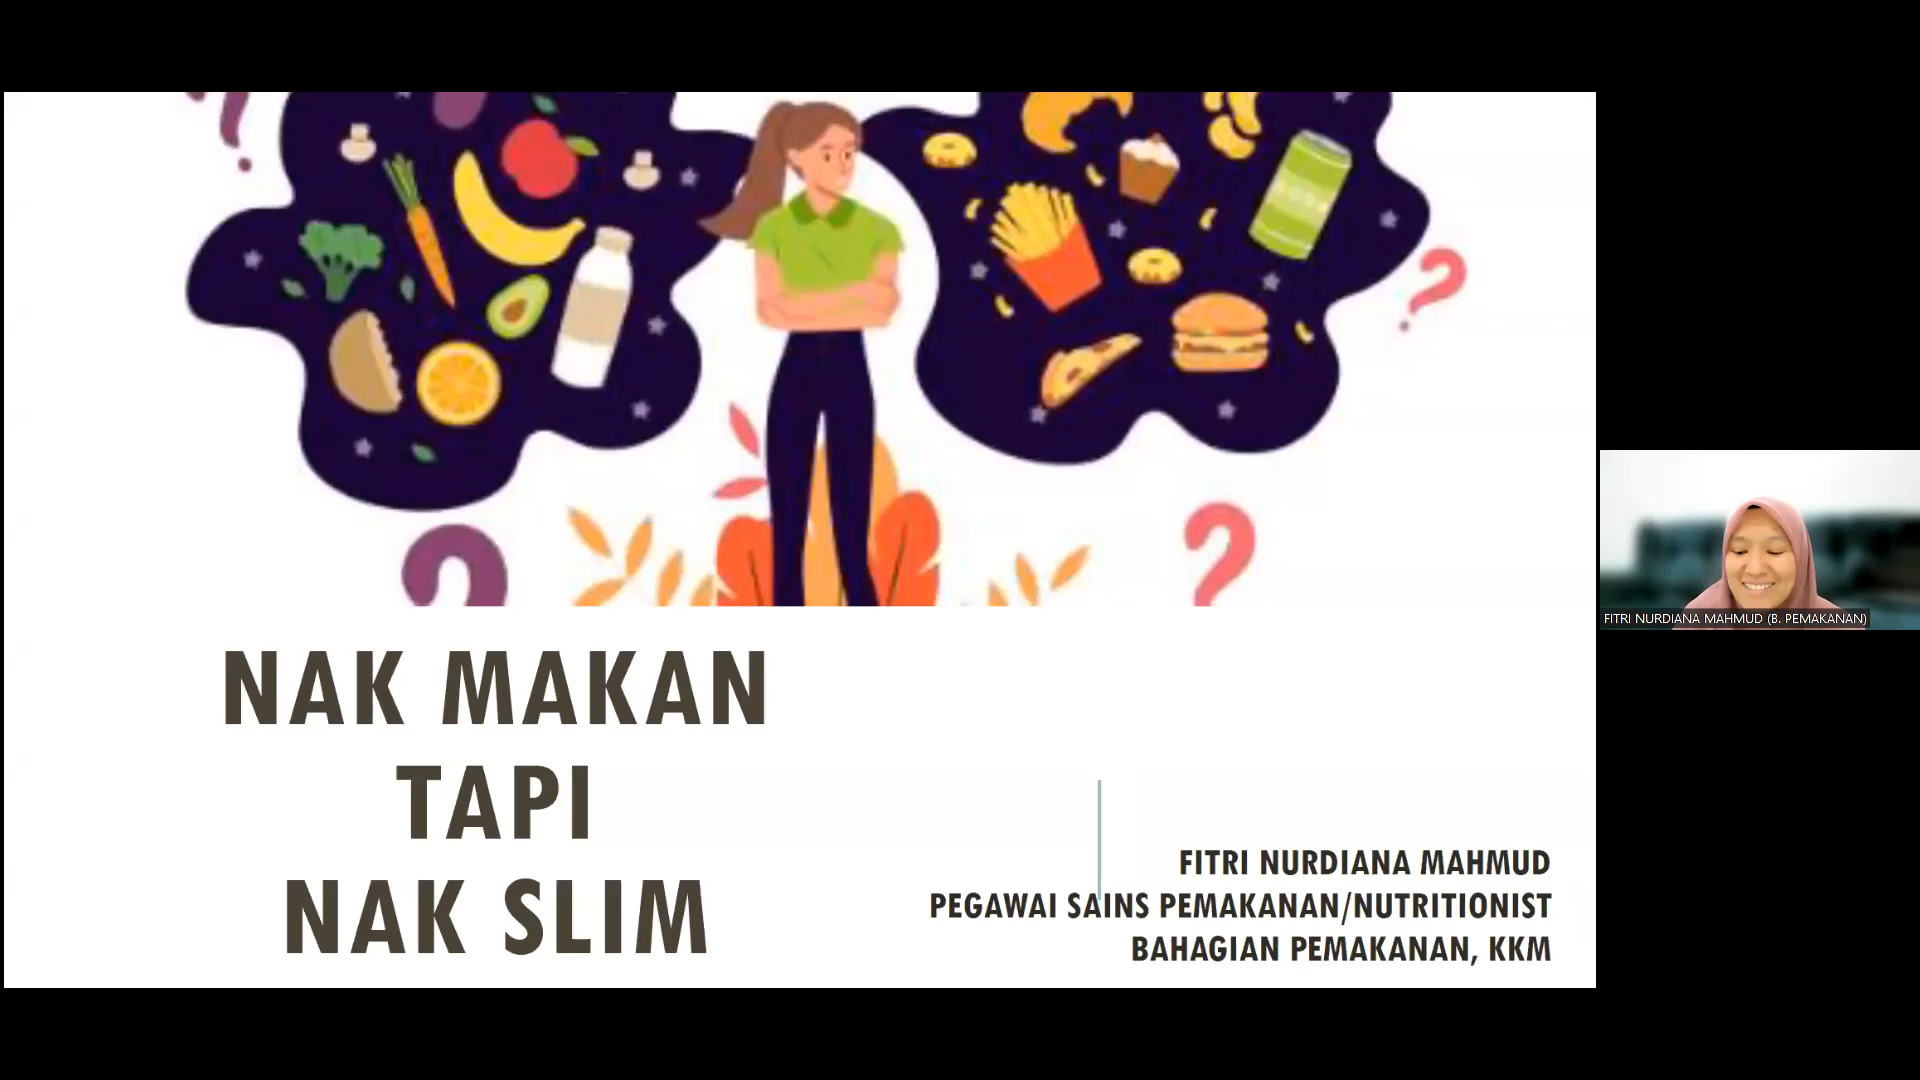 NAK MAKAN
TAPI
NAK SLIM
FITRI NURDIANA MAHMUD
PEGAWAI SAINS PEMAKANAN/NUTRITIONIST
BAHAGIAN PEMAKANAN, KKM
FITRI NURDIANA MAHMUD (B. PEMAKANAN)